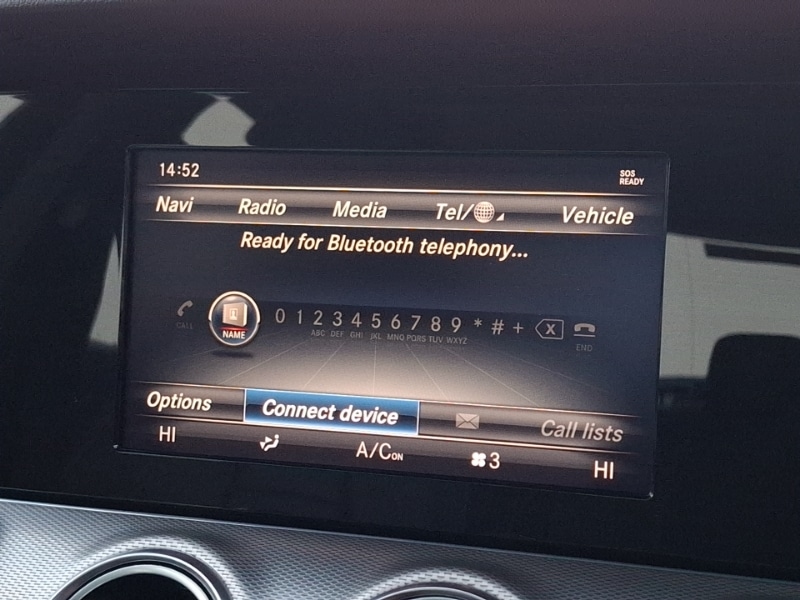 14:52 SOS
READY
Navi Radio Media Tel/ Vehicle
Ready for Bluetooth telephony...
CALL NAME 0 1 2 3 4 5 6 7 8 9 * # + X END
ABC DEF GHI JKL MNO PQRS TUV WXYZ
Options Connect device Call lists
HI A/C ON 3 HI